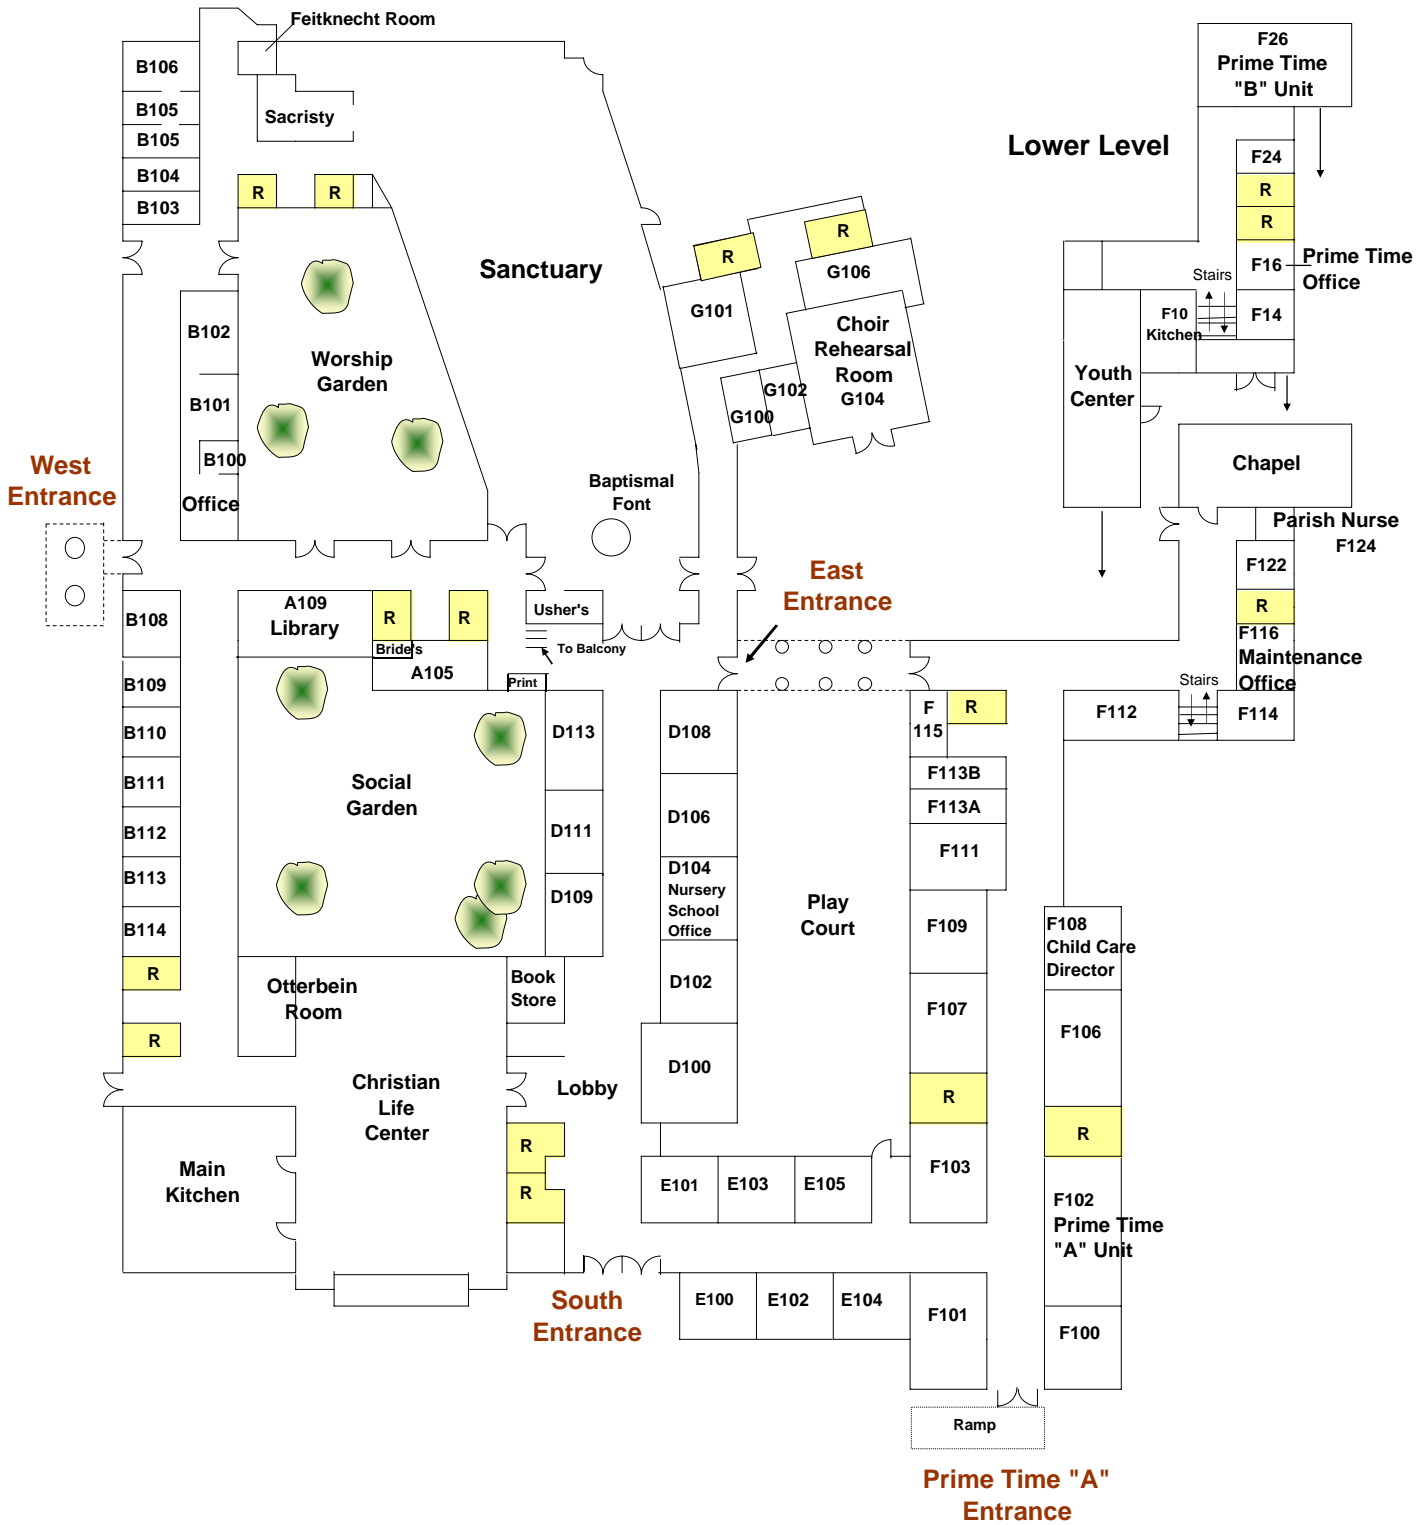 Feitknecht Room
B106
B105
B105
B104
B103
Sacristy
R
R
Sanctuary
Worship
Garden
B102
B101
B100
Office
West
Entrance
R
R
G106
G101
Choir
Rehearsal
Room
G104
G102
G100
Baptismal
Font
Lower Level
F26
Prime Time
"B" Unit
F24
R
R
F16
Prime Time
Office
Stairs
F10
Kitchen
F14
Youth
Center
Chapel
Parish Nurse
F124
F122
R
F116
Maintenance
Office
Stairs
F112
F114
East
Entrance
A109
Library
R
R
Bride's
A105
Usher's
To Balcony
Print
B108
B109
B110
B111
B112
B113
B114
R
R
Social
Garden
D113
D111
D109
D108
D106
D104
Nursery
School
Office
D102
D100
Play
Court
F
115
R
F113B
F113A
F111
F109
F107
R
F103
F108
Child Care
Director
F106
R
F102
Prime Time
"A" Unit
F100
Otterbein
Room
Book
Store
Christian
Life
Center
Lobby
R
R
Main
Kitchen
E101
E103
E105
South
Entrance
E100
E102
E104
F101
Ramp
Prime Time "A"
Entrance